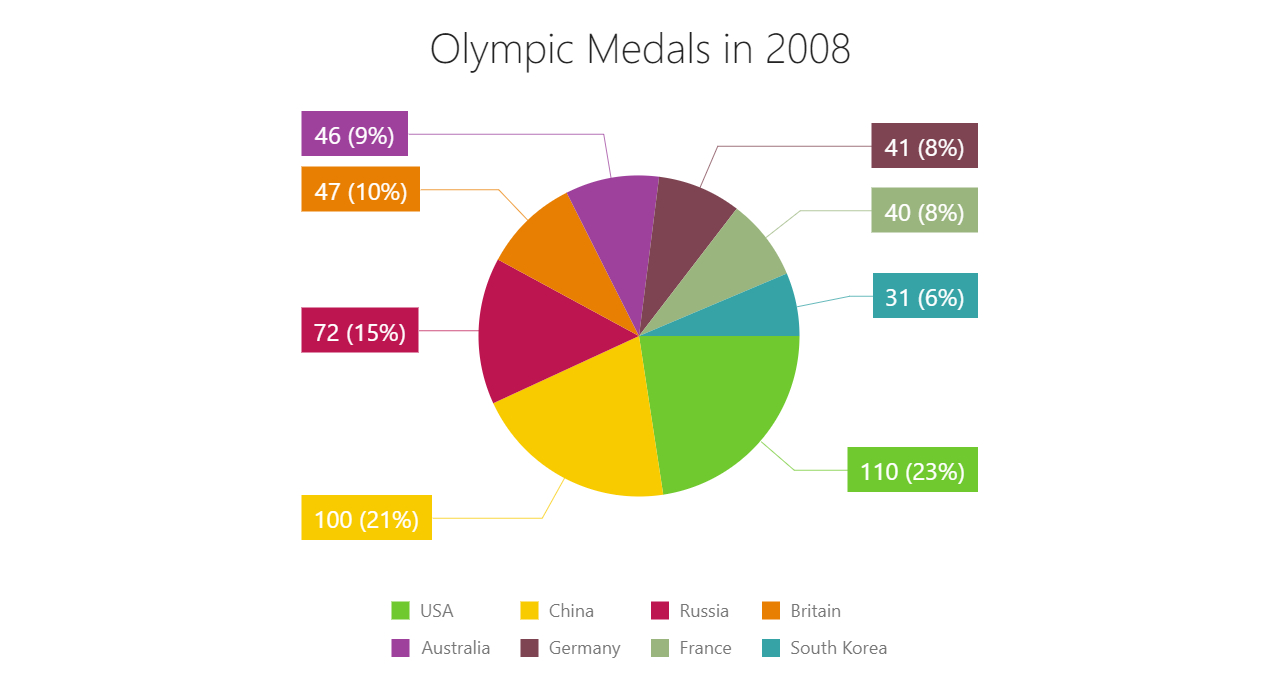 Olympic Medals in 2008
46 (9%)
41 (8%)
47 (10%)
40 (8%)
31 (6%)
72 (15%)
110 (23%)
100 (21%)
USA China Russia Britain
Australia Germany France South Korea